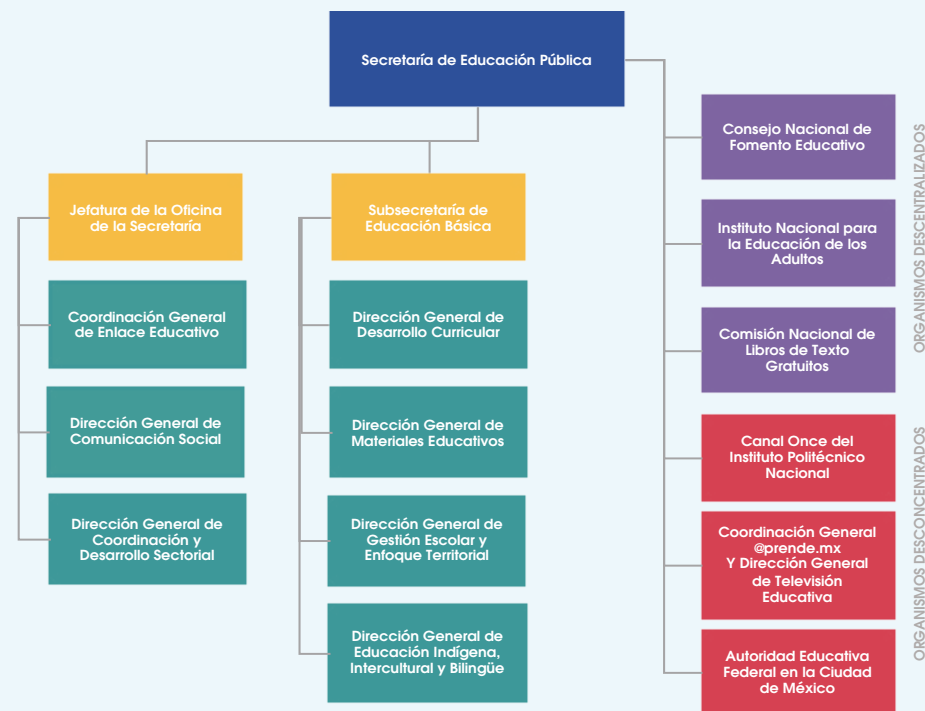 Secretaría de Educación Pública
Jefatura de la Oficina
de la Secretaría
Coordinación General
de Enlace Educativo
Dirección General de
Comunicación Social
Dirección General de
Coordinación y
Desarrollo Sectorial
Subsecretaría de
Educación Básica
Dirección General de
Desarrollo Curricular
Dirección General de
Materiales Educativos
Dirección General de
Gestión Escolar y
Enfoque Territorial
Dirección General de
Educación Indígena,
Intercultural y Bilingüe
Consejo Nacional de
Fomento Educativo
Instituto Nacional para
la Educación de los
Adultos
Comisión Nacional de
Libros de Texto
Gratuitos
ORGANISMOS DESCENTRALIZADOS
Canal Once del
Instituto Politécnico
Nacional
Coordinación General
@prende.mx
Y Dirección General
de Televisión
Educativa
Autoridad Educativa
Federal en la Ciudad
de México
ORGANISMOS DESCONCENTRADOS